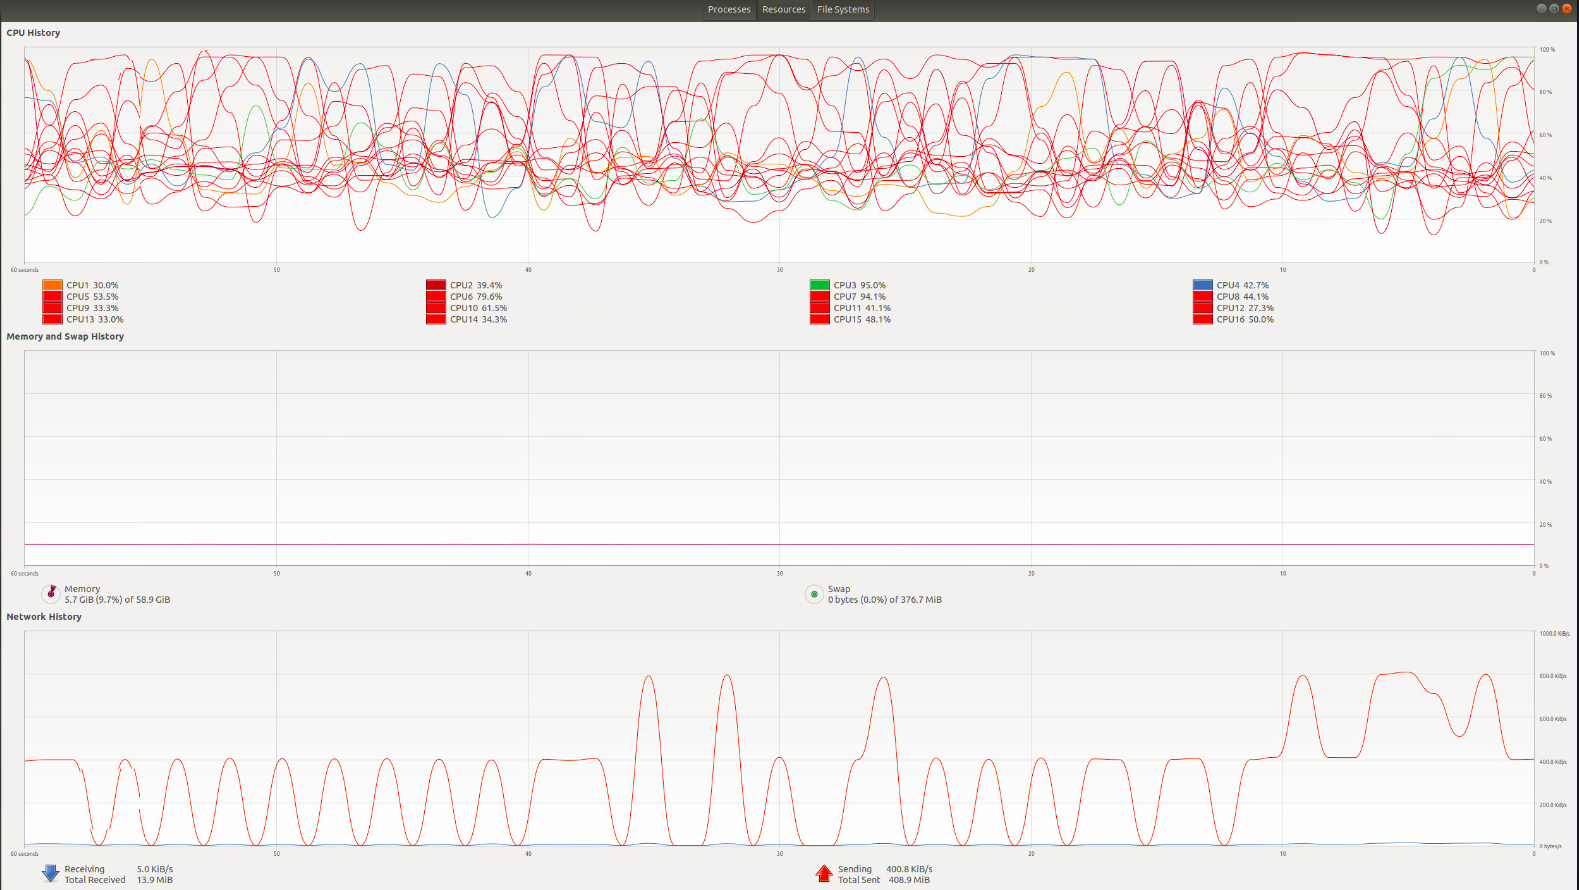 Processes Resources File Systems
CPU History
100 %
80 %
60 %
40 %
20 %
0 %
60 seconds 50 40 30 20 10 0
CPU1 30.0% CPU2 39.4% CPU3 95.0% CPU4 42.7%
CPU5 53.5% CPU6 79.6% CPU7 94.1% CPU8 44.1%
CPU9 33.3% CPU10 61.5% CPU11 41.1% CPU12 27.3%
CPU13 33.0% CPU14 34.3% CPU15 48.1% CPU16 50.0%
Memory and Swap History
100 %
80 %
60 %
40 %
20 %
0 %
60 seconds 50 40 30 20 10 0
Memory
5.7 GiB (9.7%) of 58.9 GiB
Swap
0 bytes (0.0%) of 376.7 MiB
Network History
1000.0 KiB/s
800.0 KiB/s
600.0 KiB/s
400.0 KiB/s
200.0 KiB/s
0 bytes/s
60 seconds 50 40 30 20 10 0
Receiving 5.0 KiB/s
Total Received 13.9 MiB
Sending 400.8 KiB/s
Total Sent 408.9 MiB